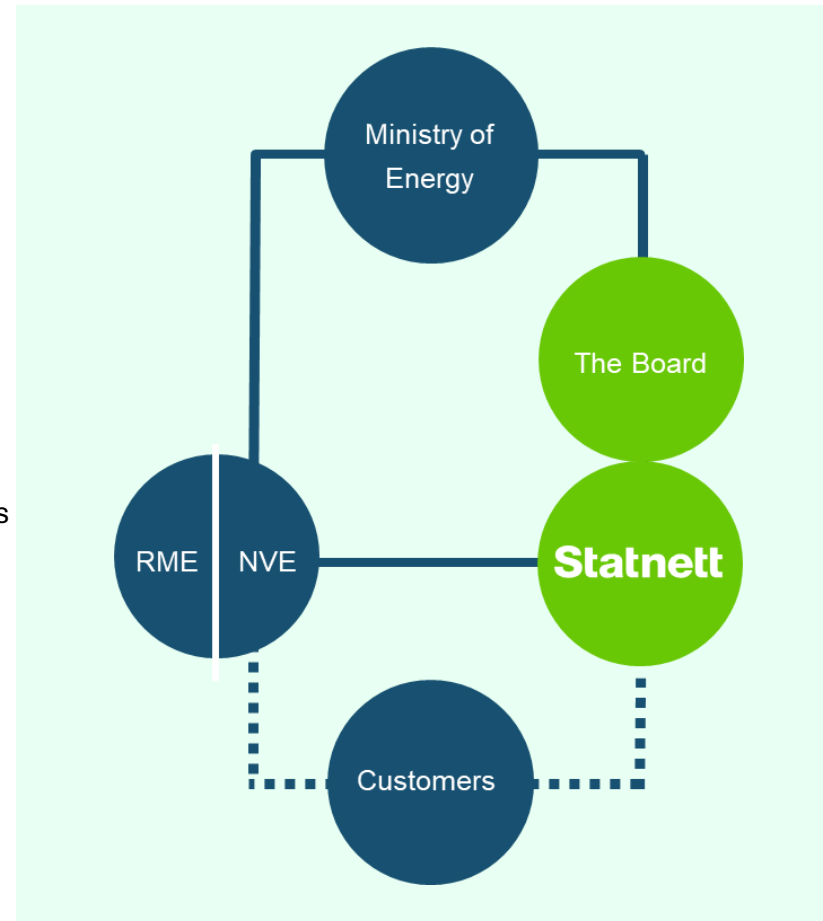 Ministry of
Energy
The Board
s
RME NVE
Statnett
Customers